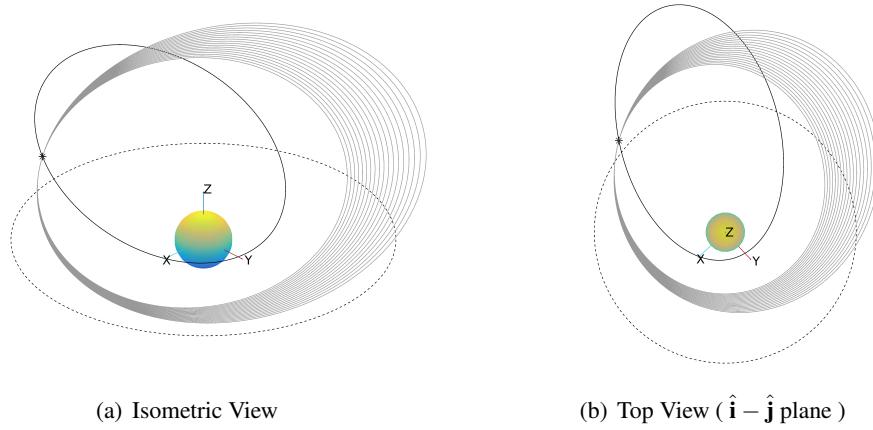 Z
X
Y
Z
X
Y
(a) Isometric View
(b) Top View ( î − ĵ plane )